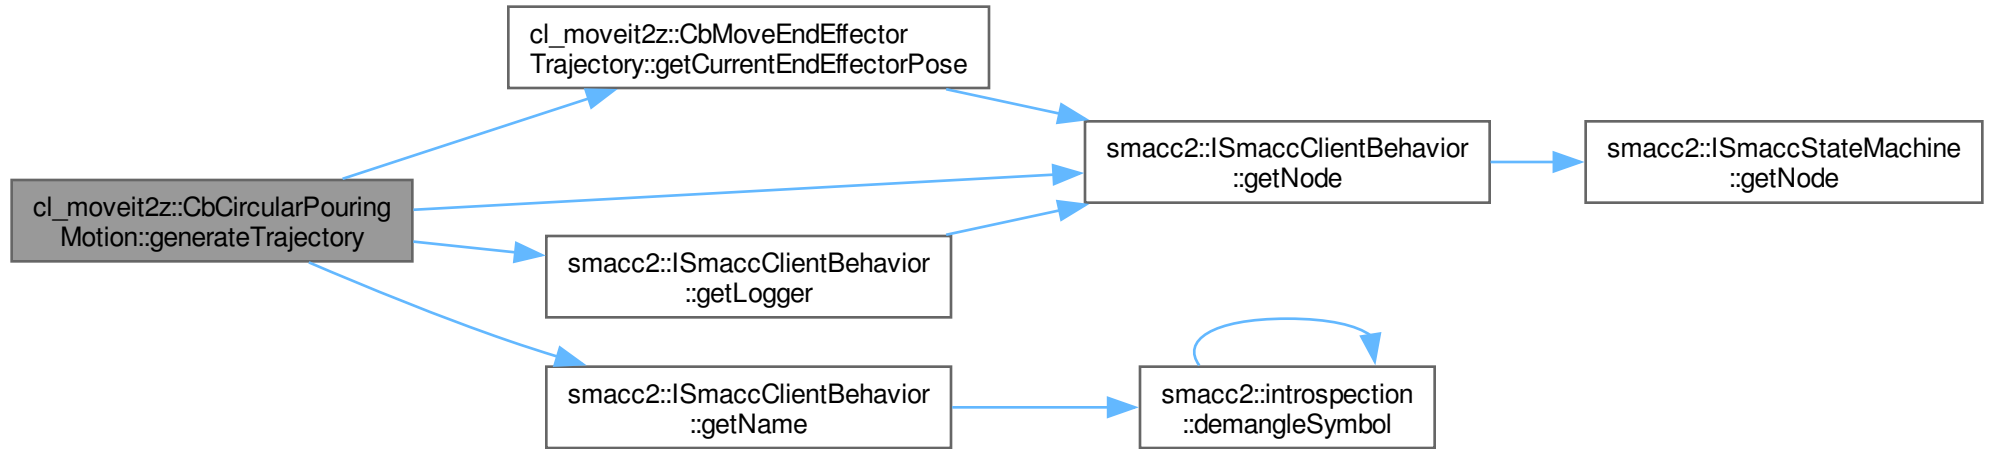 cl_moveit2z::CbMoveEndEffector
Trajectory::getCurrentEndEffectorPose
smacc2::ISmaccClientBehavior
::getNode
smacc2::ISmaccStateMachine
::getNode
cl_moveit2z::CbCircularPouring
Motion::generateTrajectory
smacc2::ISmaccClientBehavior
::getLogger
smacc2::ISmaccClientBehavior
::getName
smacc2::introspection
::demangleSymbol